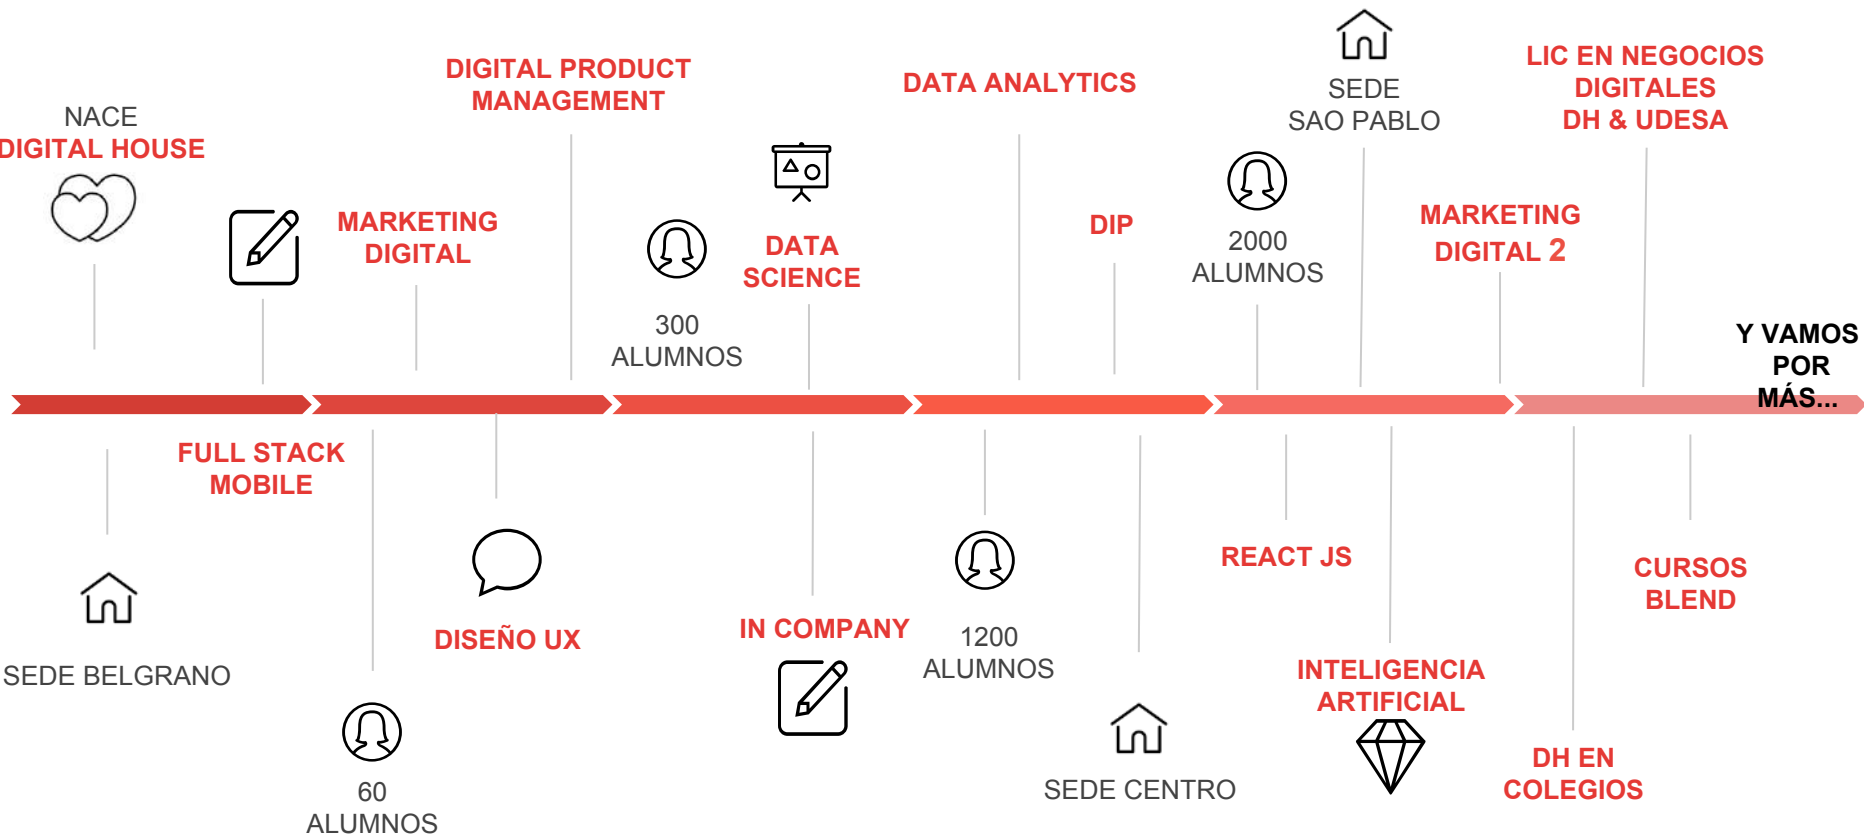 NACE
DIGITAL HOUSE
MARKETING
DIGITAL
DIGITAL PRODUCT
MANAGEMENT
300
ALUMNOS
DATA
SCIENCE
DATA ANALYTICS
DIP
2000
ALUMNOS
SEDE
SAO PABLO
MARKETING
DIGITAL 2
LIC EN NEGOCIOS
DIGITALES
DH & UDESA
Y VAMOS
POR
MÁS...
SEDE BELGRANO
FULL STACK
MOBILE
60
ALUMNOS
DISEÑO UX
IN COMPANY
1200
ALUMNOS
SEDE CENTRO
REACT JS
INTELIGENCIA
ARTIFICIAL
DH EN
COLEGIOS
CURSOS
BLEND